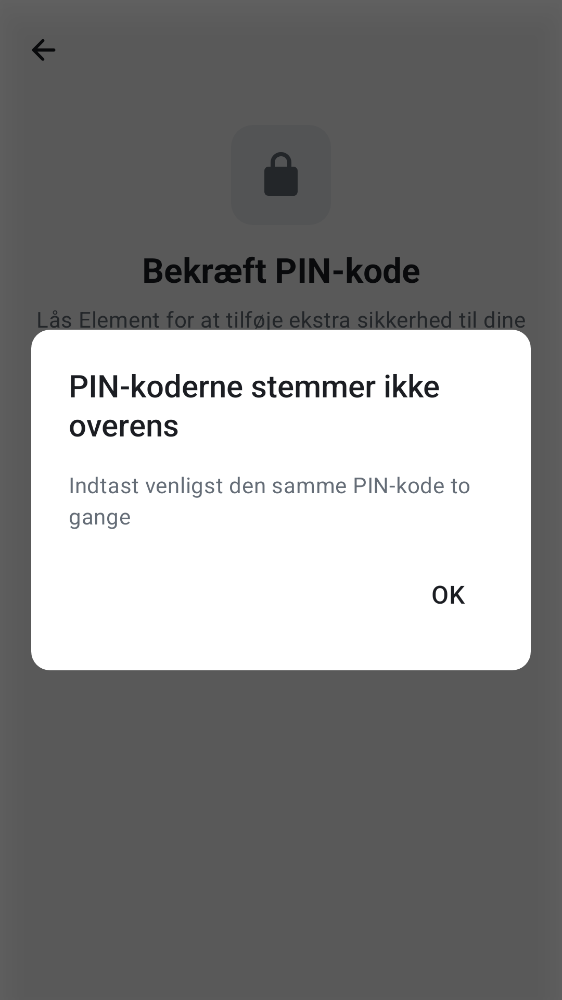 Bekræft PIN-kode
Lås Element for at tilføje ekstra sikkerhed til dine
PIN-koderne stemmer ikke
overens
Indtast venligst den samme PIN-kode to
gange
OK